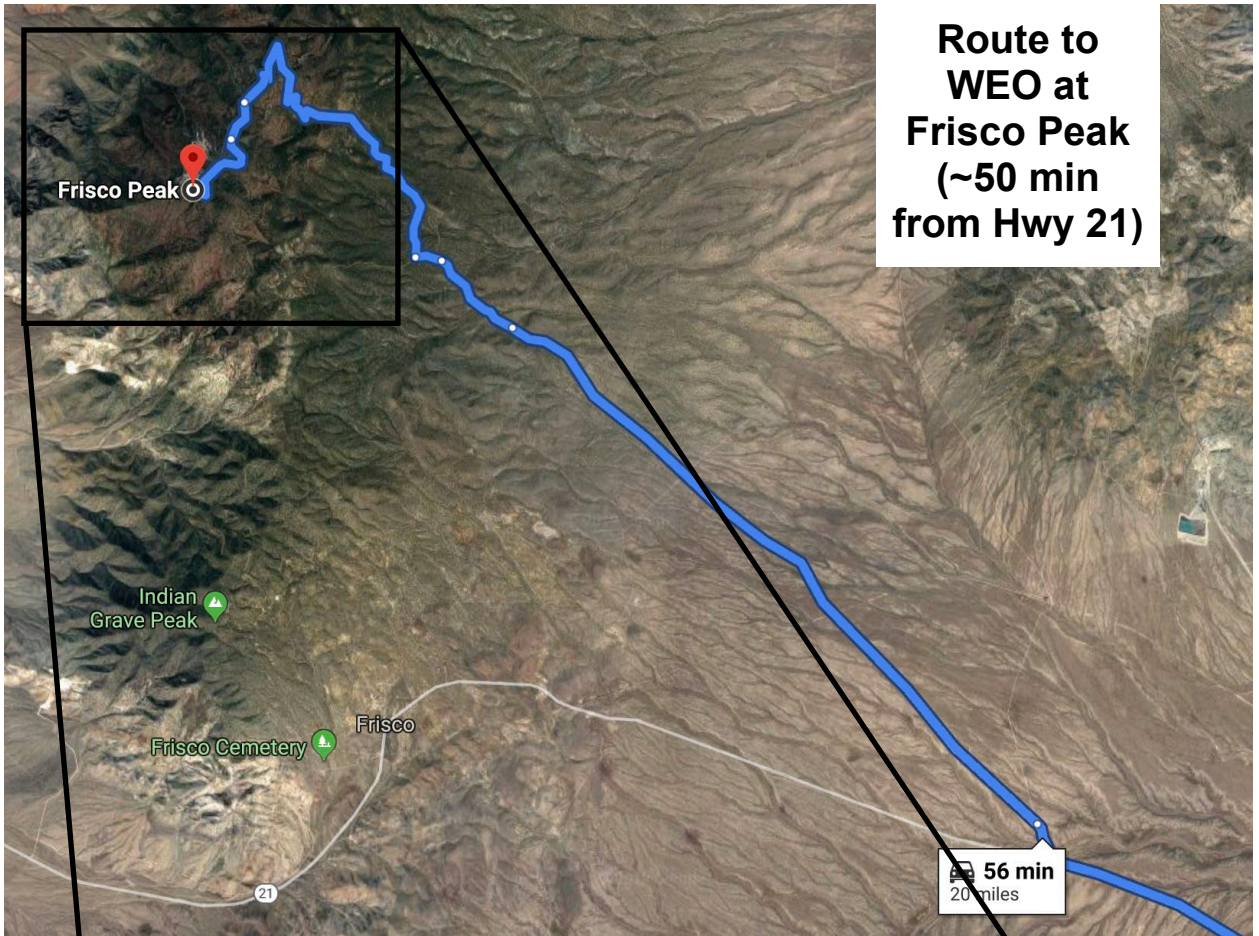 Route to
WEO at
Frisco Peak
(~50 min
from Hwy 21)
Frisco Peak
Indian
Grave Peak
Frisco
Frisco Cemetery
56 min
20 miles
21